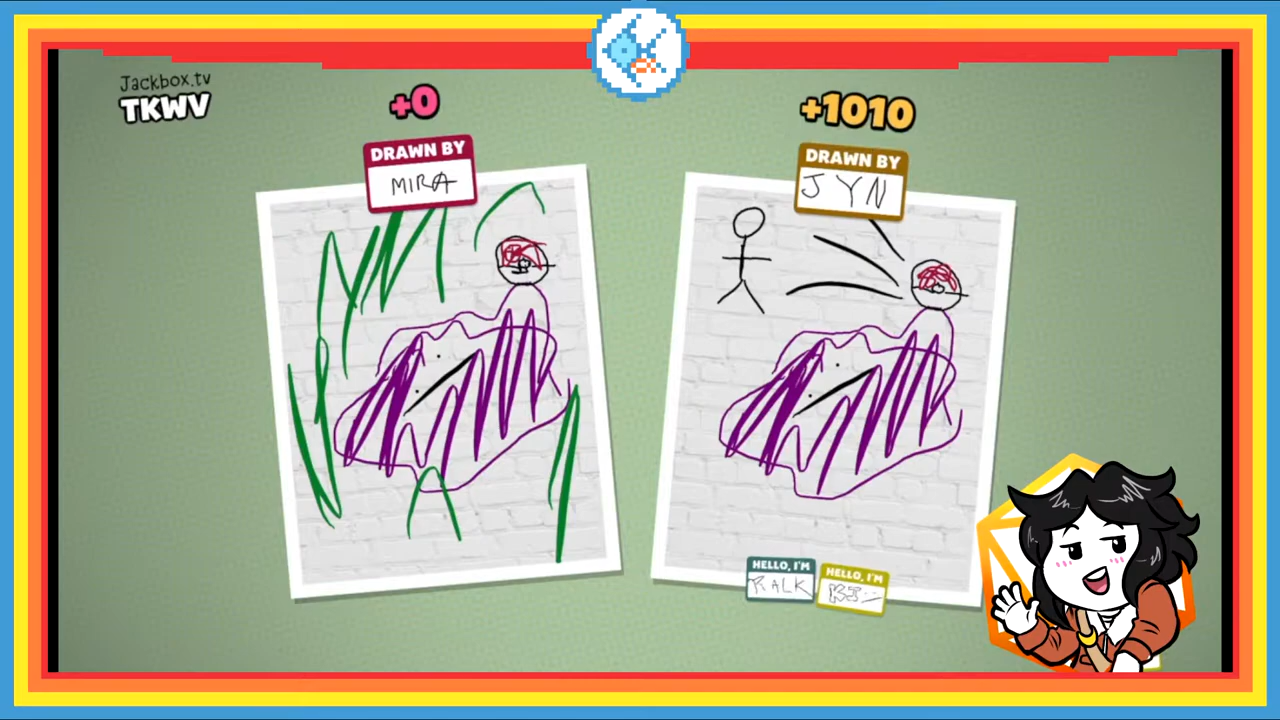 Jackbox.tv
TKWV
+0
+1010
DRAWN BY
MIRA
DRAWN BY
JYN
HELLO, I'M
RALK
HELLO, I'M